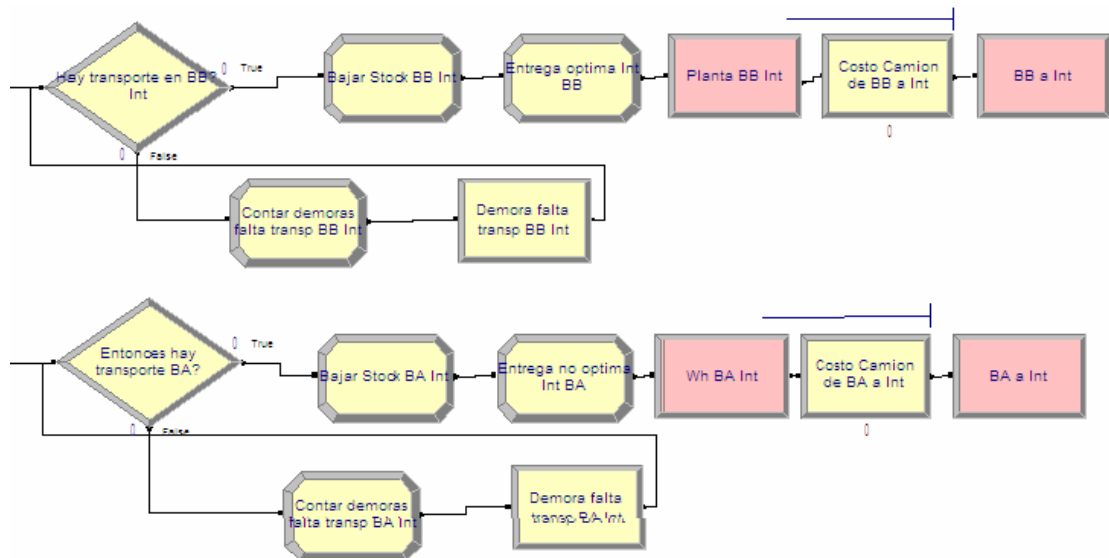 Hay transporte en BB?
Int
0
True
0
False
Bajar Stock BB Int
Entrega optima Int
BB
Planta BB Int
Costo Camion
de BB a Int
0
BB a Int
Contar demoras
falta transp BB Int
Demora falta
transp BB Int
Entonces hay
transporte BA?
0
True
0
False
Bajar Stock BA Int
Entrega no optima
Int BA
Wh BA Int
Costo Camion
de BA a Int
0
BA a Int
Contar demoras
falta transp BA Int
Demora falta
transp BA Int